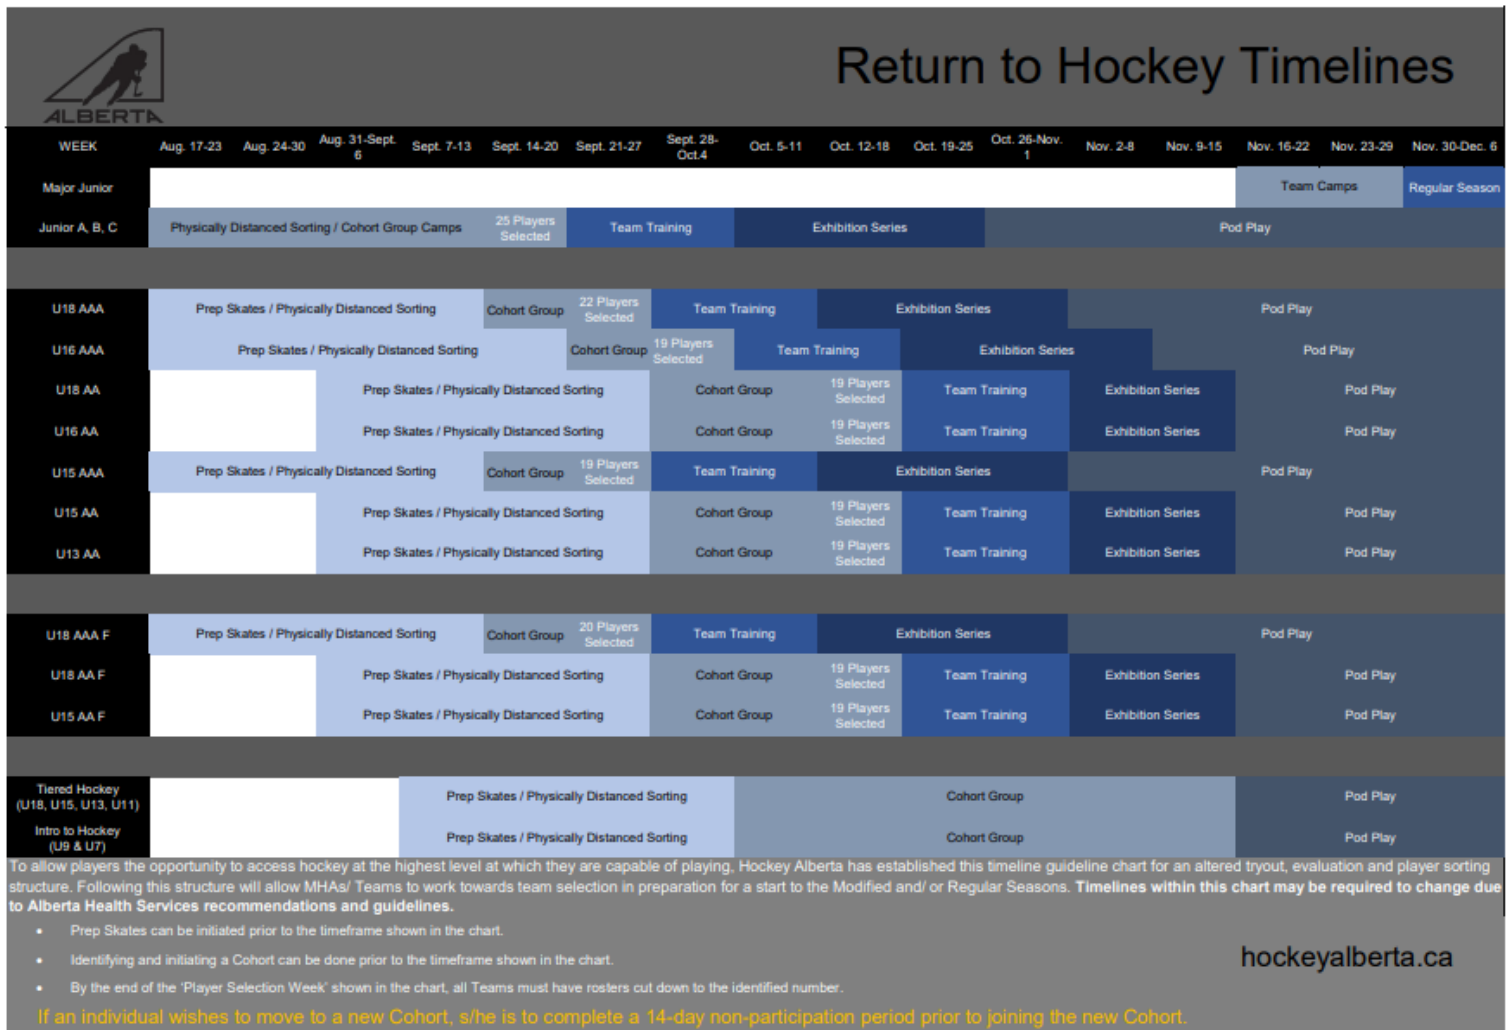 ALBERTA
Return to Hockey Timelines
WEEK Aug. 17-23 Aug. 24-30 Aug. 31-Sept. 6 Sept. 7-13 Sept. 14-20 Sept. 21-27 Sept. 28-Oct.4 Oct. 5-11 Oct. 12-18 Oct. 19-25 Oct. 26-Nov. 1 Nov. 2-8 Nov. 9-15 Nov. 16-22 Nov. 23-29 Nov. 30-Dec. 6
Major Junior Team Camps Regular Season
Junior A, B, C Physically Distanced Sorting / Cohort Group Camps 25 Players Selected Team Training Exhibition Series Pod Play
U18 AAA Prep Skates / Physically Distanced Sorting Cohort Group 22 Players Selected Team Training Exhibition Series Pod Play
U16 AAA Prep Skates / Physically Distanced Sorting Cohort Group 19 Players Selected Team Training Exhibition Series Pod Play
U18 AA Prep Skates / Physically Distanced Sorting Cohort Group 19 Players Selected Team Training Exhibition Series Pod Play
U16 AA Prep Skates / Physically Distanced Sorting Cohort Group 19 Players Selected Team Training Exhibition Series Pod Play
U15 AAA Prep Skates / Physically Distanced Sorting Cohort Group 19 Players Selected Team Training Exhibition Series Pod Play
U15 AA Prep Skates / Physically Distanced Sorting Cohort Group 19 Players Selected Team Training Exhibition Series Pod Play
U13 AA Prep Skates / Physically Distanced Sorting Cohort Group 19 Players Selected Team Training Exhibition Series Pod Play
U18 AAA F Prep Skates / Physically Distanced Sorting Cohort Group 20 Players Selected Team Training Exhibition Series Pod Play
U18 AA F Prep Skates / Physically Distanced Sorting Cohort Group 19 Players Selected Team Training Exhibition Series Pod Play
U15 AA F Prep Skates / Physically Distanced Sorting Cohort Group 19 Players Selected Team Training Exhibition Series Pod Play
Tiered Hockey (U18, U15, U13, U11) Prep Skates / Physically Distanced Sorting Cohort Group Pod Play
Intro to Hockey (U9 & U7) Prep Skates / Physically Distanced Sorting Cohort Group Pod Play
To allow players the opportunity to access hockey at the highest level at which they are capable of playing, Hockey Alberta has established this timeline guideline chart for an altered tryout, evaluation and player sorting
structure. Following this structure will allow MHAs/ Teams to work towards team selection in preparation for a start to the Modified and/ or Regular Seasons. Timelines within this chart may be required to change due
to Alberta Health Services recommendations and guidelines.
• Prep Skates can be initiated prior to the timeframe shown in the chart.
• Identifying and initiating a Cohort can be done prior to the timeframe shown in the chart.
hockeyalberta.ca
• By the end of the 'Player Selection Week' shown in the chart, all Teams must have rosters cut down to the identified number.
If an individual wishes to move to a new Cohort, s/he is to complete a 14-day non-participation period prior to joining the new Cohort.